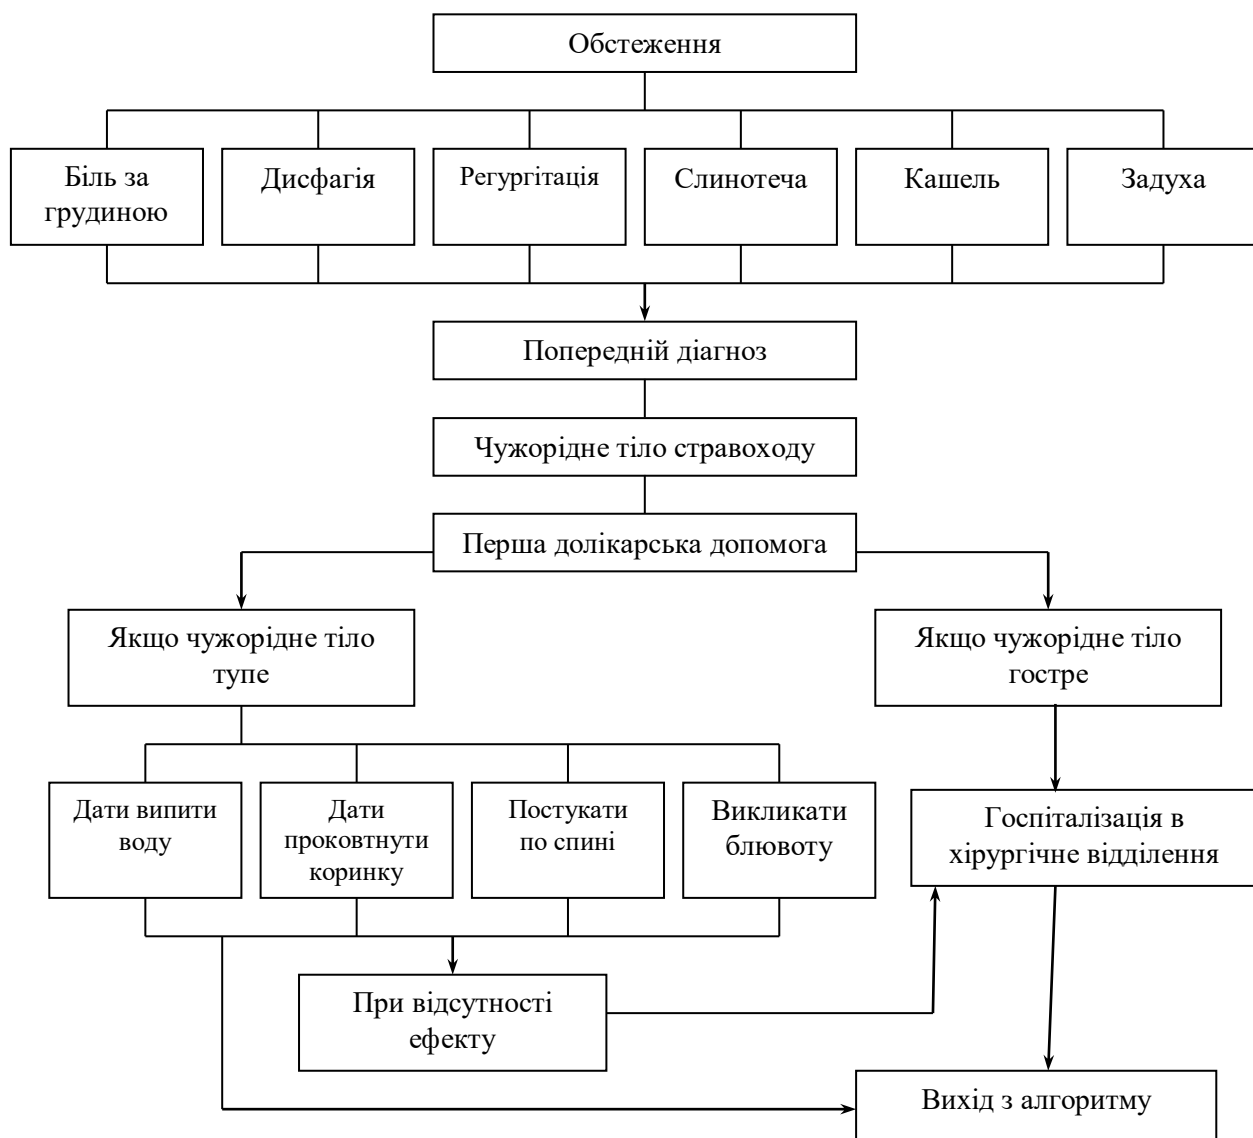 Обстеження
Біль за
грудиною
Дисфагія
Регургітація
Слинотеча
Кашель
Задуха
Попередній діагноз
Чужорідне тіло стравоходу
Перша долікарська допомога
Якщо чужорідне тіло
тупе
Якщо чужорідне тіло
гостре
Дати випити
воду
Дати
проковтнути
коринку
Постукати
по спині
Викликати
блювоту
Госпіталізація в
хірургічне відділення
При відсутності
ефекту
Вихід з алгоритму